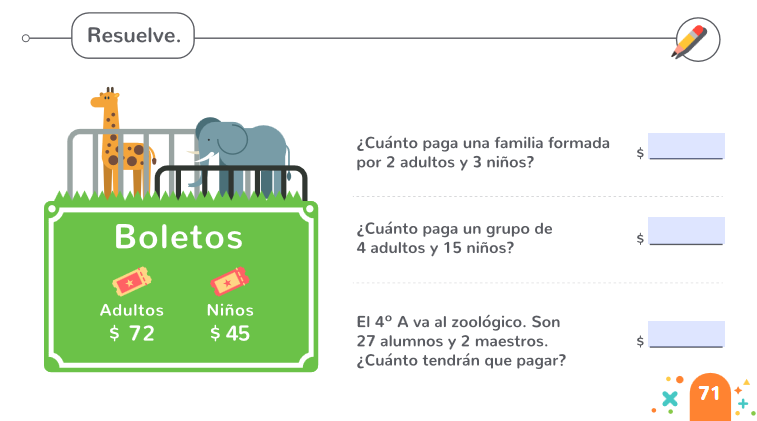 Resuelve.
Boletos
Adultos
$ 72
Niños
$ 45
¿Cuánto paga una familia formada
por 2 adultos y 3 niños?
$
¿Cuánto paga un grupo de
4 adultos y 15 niños?
$
El 4º A va al zoológico. Son
27 alumnos y 2 maestros.
¿Cuánto tendrán que pagar?
$
71